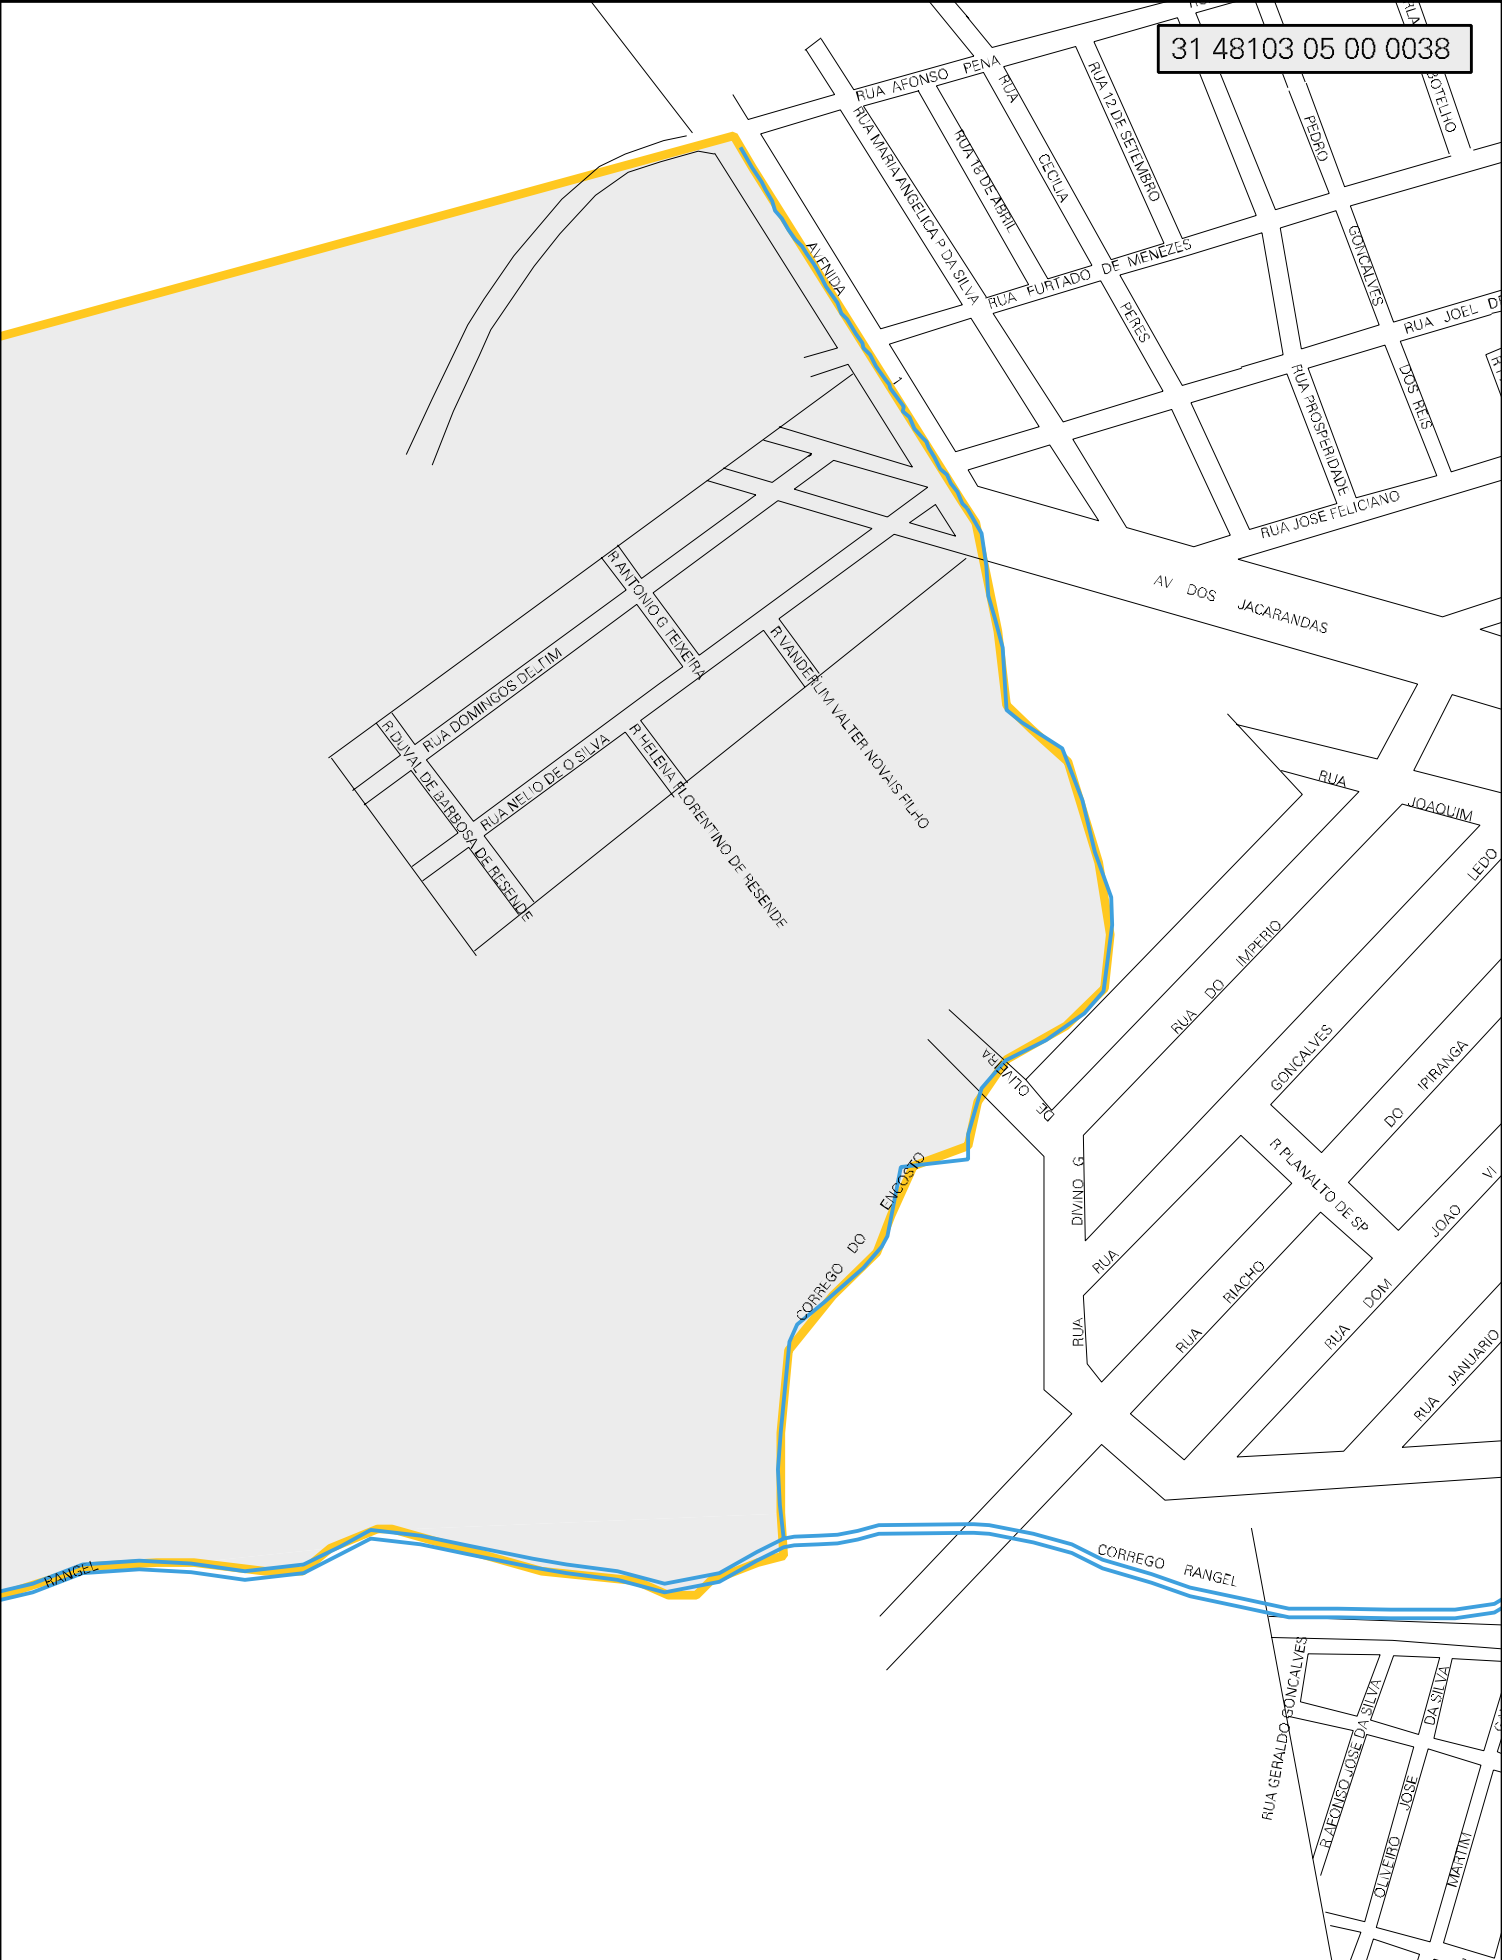 31 48103 05 00 0038
BOTELHO
RUA AFONSO PENA
RUA CECILIA PERES
RUA 12 DE SETEMBRO
PEDRO GONCALVES DOS REIS
RUA MARIA ANGELICA P DA SILVA
RUA 18 DE ABRIL
AVENIDA 1
RUA FURTADO DE MENEZES
RUA JOEL DE
RUA PROSPERIDADE
RUA JOSE FELICIANO
AV DOS JACARANDAS
R ANTONIO G TEIXEIRA
RUA DOMINGOS DELFIM
R VANDERLIM VALTER NOVAIS FILHO
R DUVAL DE BARBOSA DE RESENDE
RUA NELIO DE O SILVA
R HELENA FLORENTINO DE RESENDE
RUA JOAQUIM
LEDO
GONCALVES
RUA
RUA DO IMPERIO
DO IPIRANGA
RIACHO
RUA
R PLANALTO DE SP
RUA DOM JOAO VI
RUA JANUARIO
RUA DIVINO G
DE OLIVEIRA
CORREGO DO ENCOSTO
RANGEL
CORREGO RANGEL
RUA GERALDO GONCALVES
R AFONSO JOSE DA SILVA
OLIVEIRO JOSE DA SILVA
MARTIM